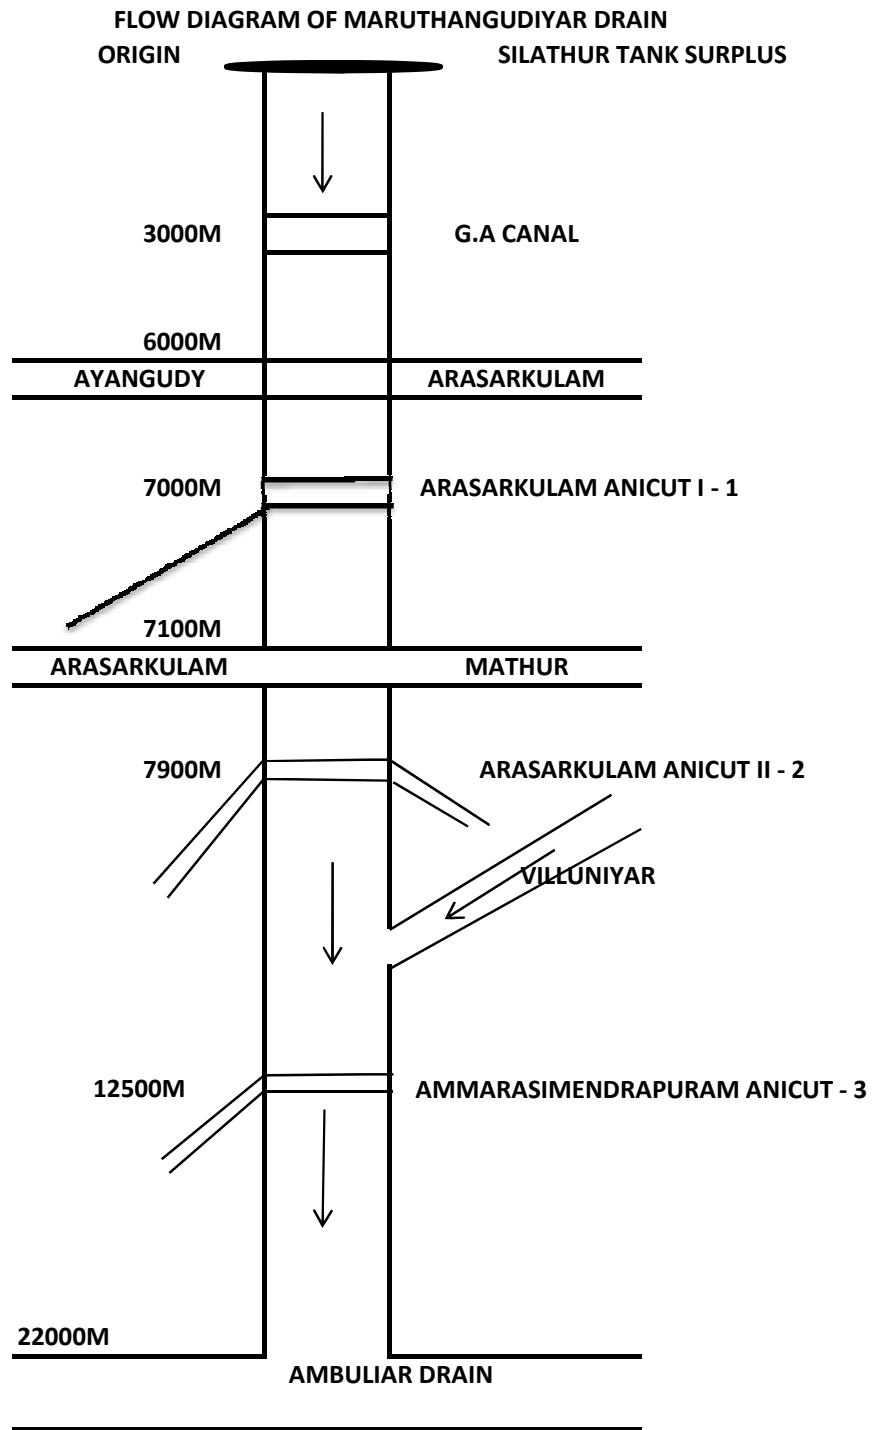 FLOW DIAGRAM OF MARUTHANGUDIYAR DRAIN
ORIGIN SILATHUR TANK SURPLUS
3000M G.A CANAL
6000M
AYANGUDY ARASARKULAM
7000M ARASARKULAM ANICUT I - 1
7100M
ARASARKULAM MATHUR
7900M ARASARKULAM ANICUT II - 2
VILLUNIYAR
12500M AMMARASIMENDRAPURAM ANICUT - 3
22000M
AMBULIAR DRAIN